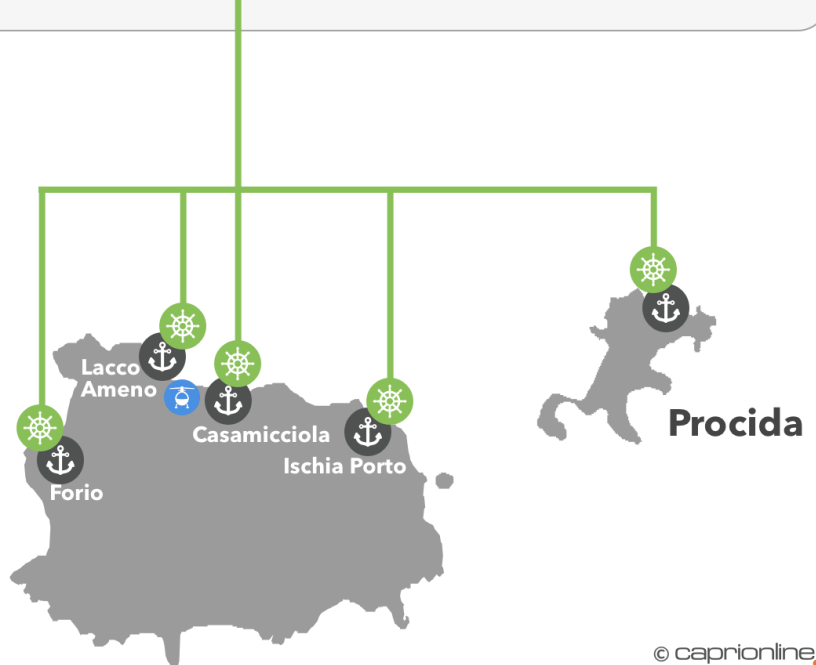 Lacco
Ameno
Casamicciola
Ischia Porto
Forio
Procida
© caprionline